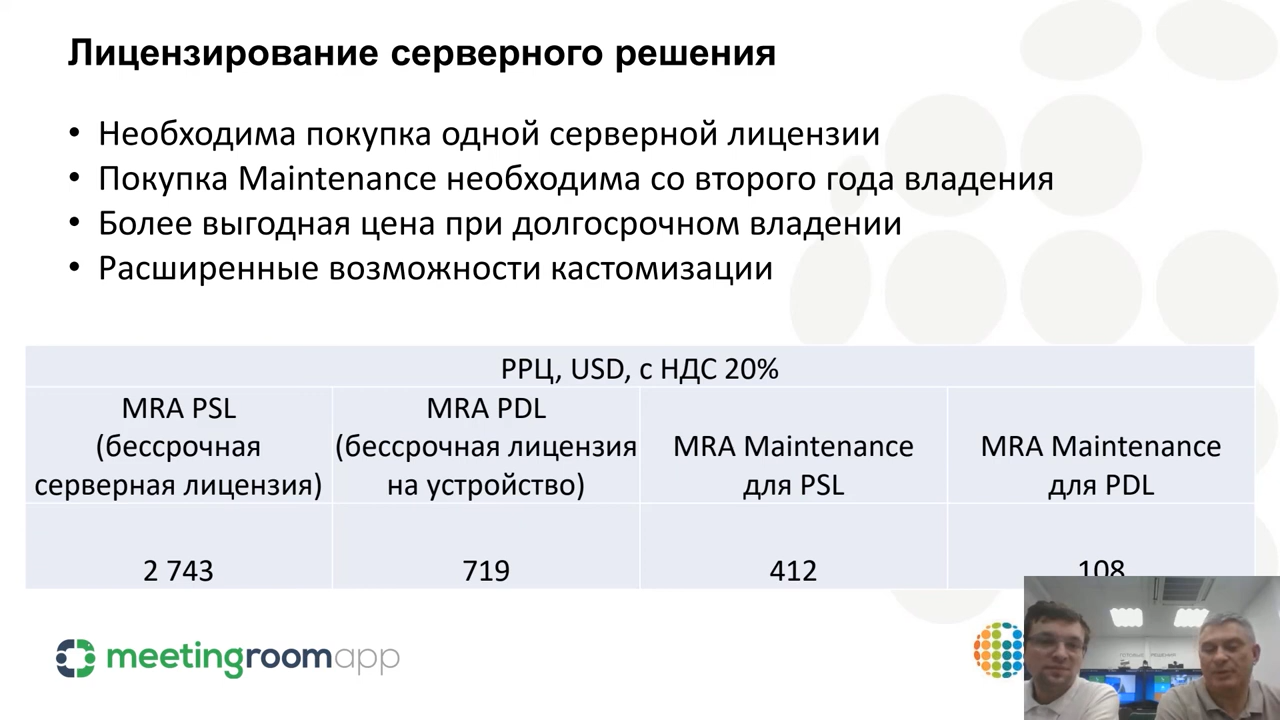 Лицензирование серверного решения
• Необходима покупка одной серверной лицензии
• Покупка Maintenance необходима со второго года владения
• Более выгодная цена при долгосрочном владении
• Расширенные возможности кастомизации
РРЦ, USD, с НДС 20%
MRA PSL
(бессрочная
серверная лицензия)
MRA PDL
(бессрочная лицензия
на устройство)
MRA Maintenance
для PSL
MRA Maintenance
для PDL
2 743
719
412
108
meetingroomapp
ГОТОВЫЕ РЕШЕНИЯ